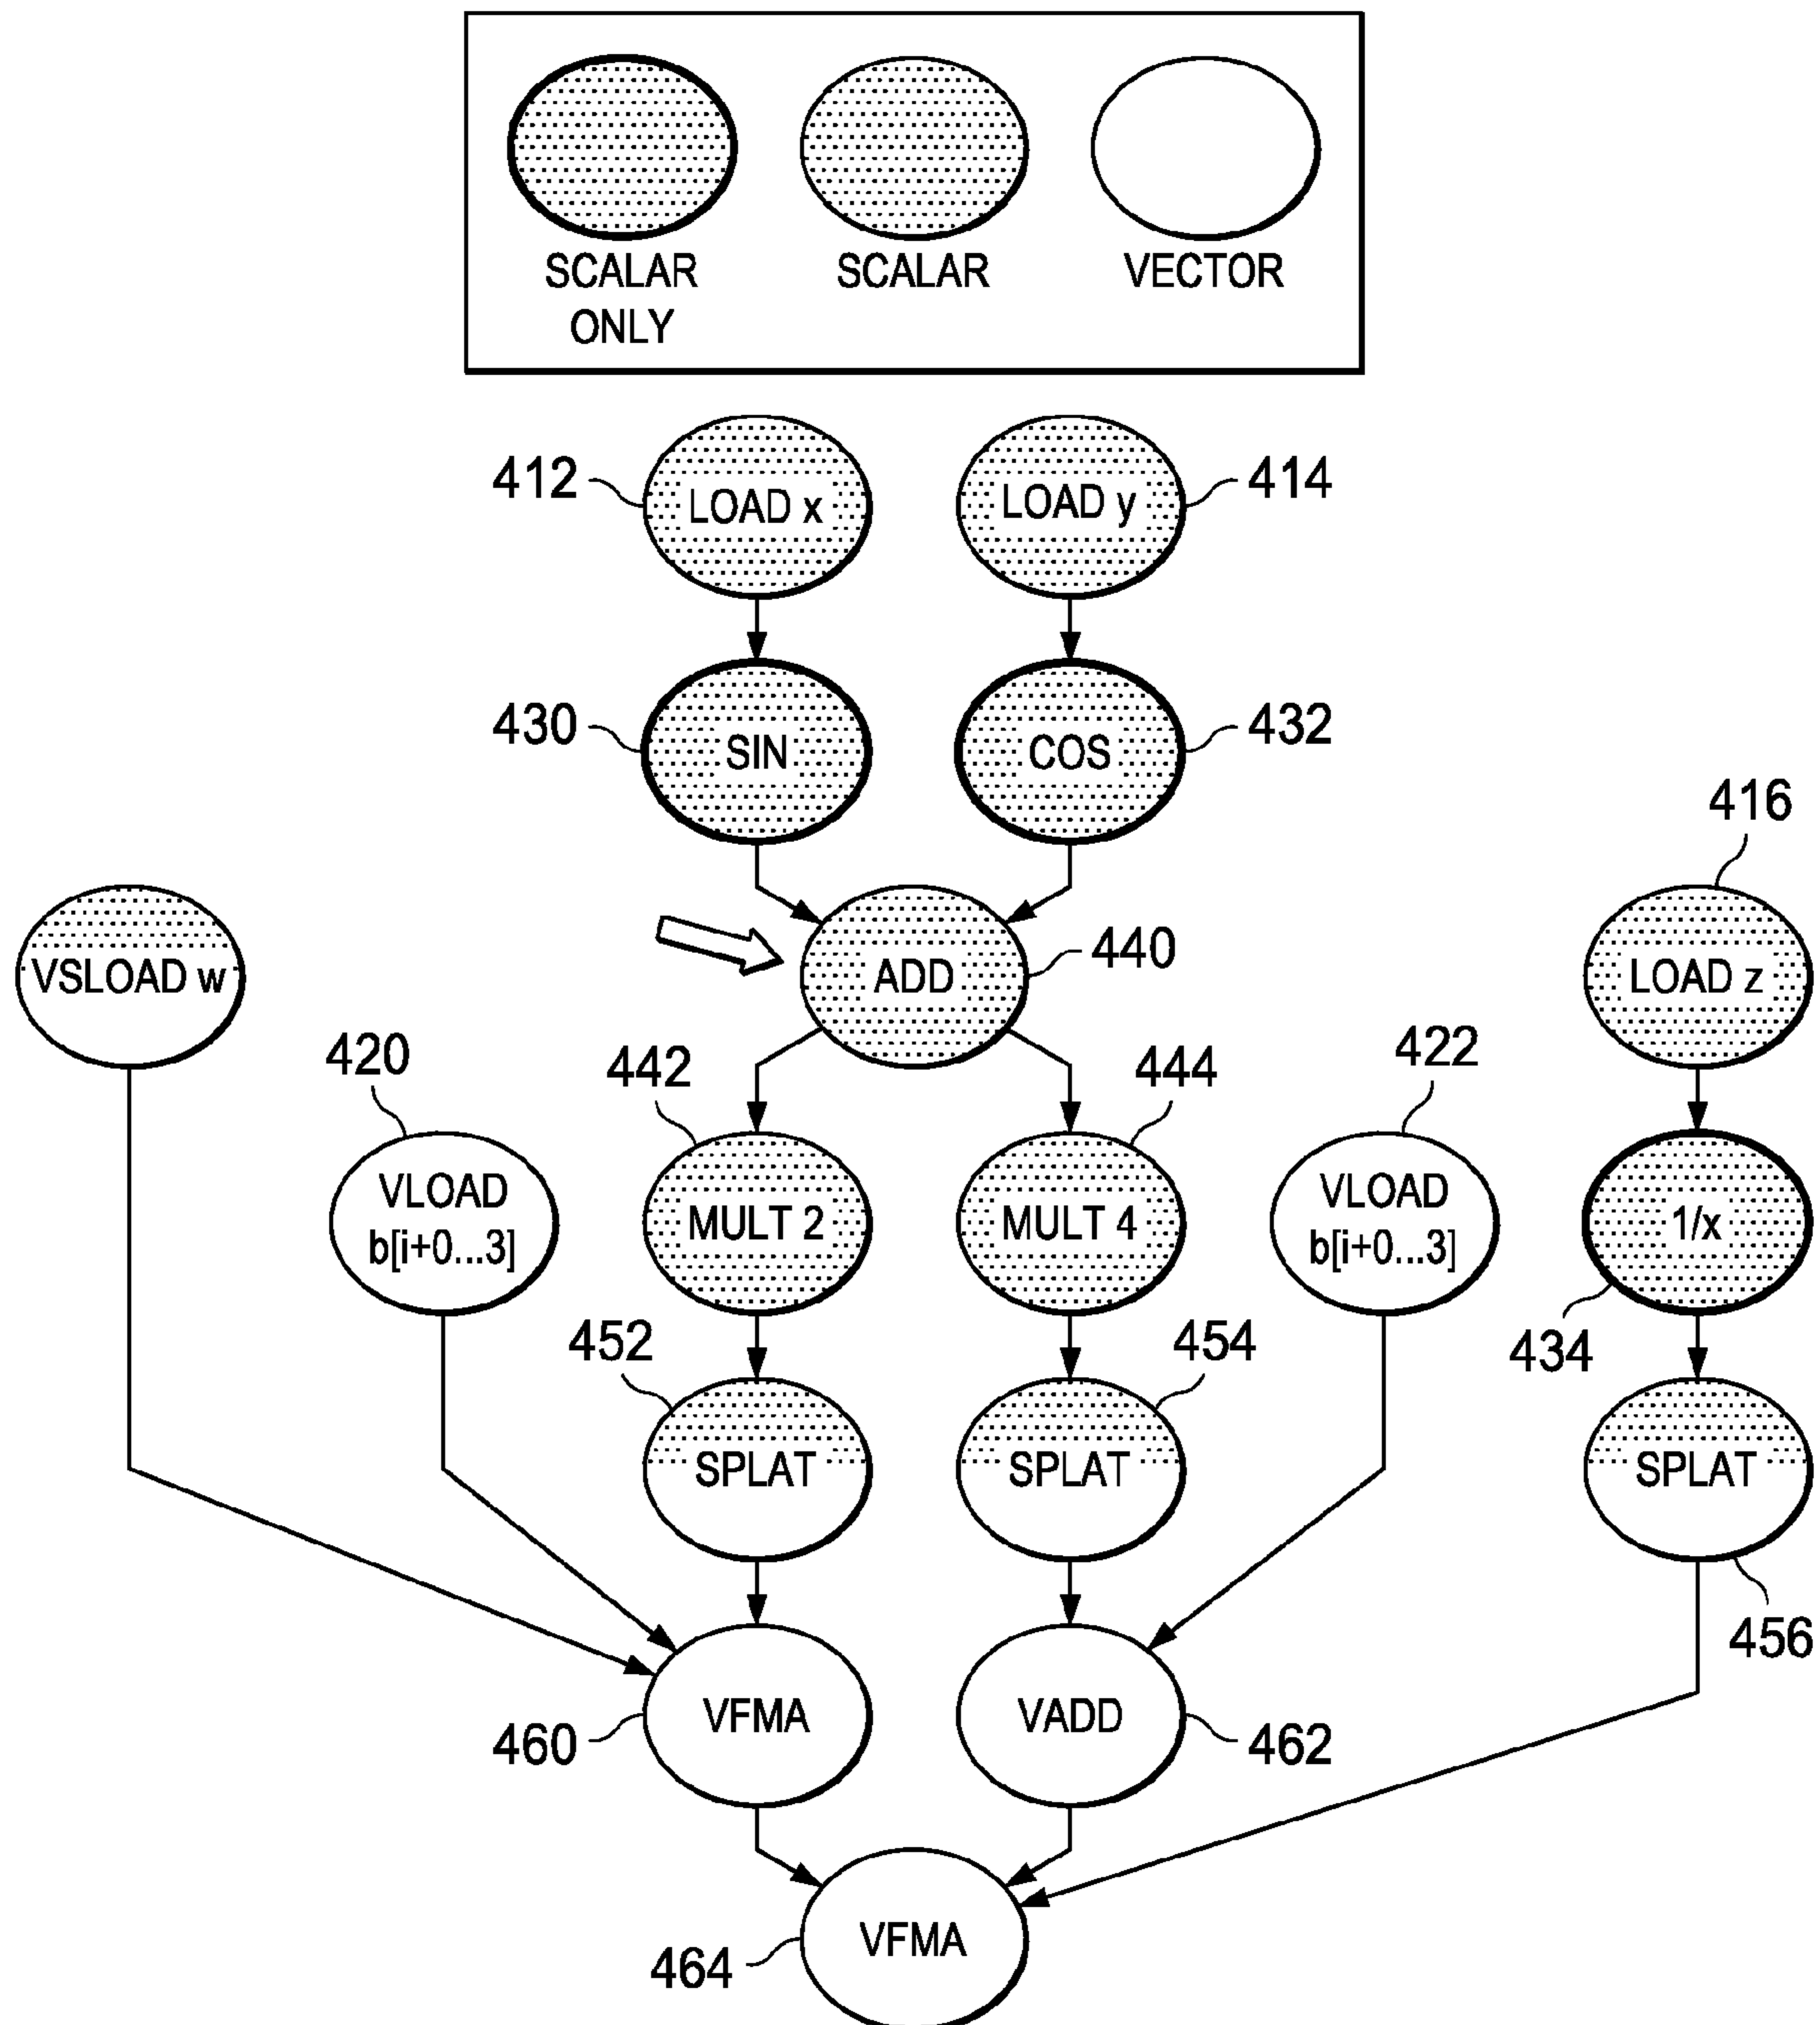 SCALAR
ONLY
SCALAR
VECTOR
412
LOAD x
LOAD y
414
430
SIN
COS
432
416
VSLOAD w
ADD
440
LOAD z
420
442
444
422
VLOAD
b[i+0...3]
MULT 2
MULT 4
VLOAD
b[i+0...3]
1/x
434
452
454
SPLAT
SPLAT
SPLAT
456
460
VFMA
VADD
462
464
VFMA